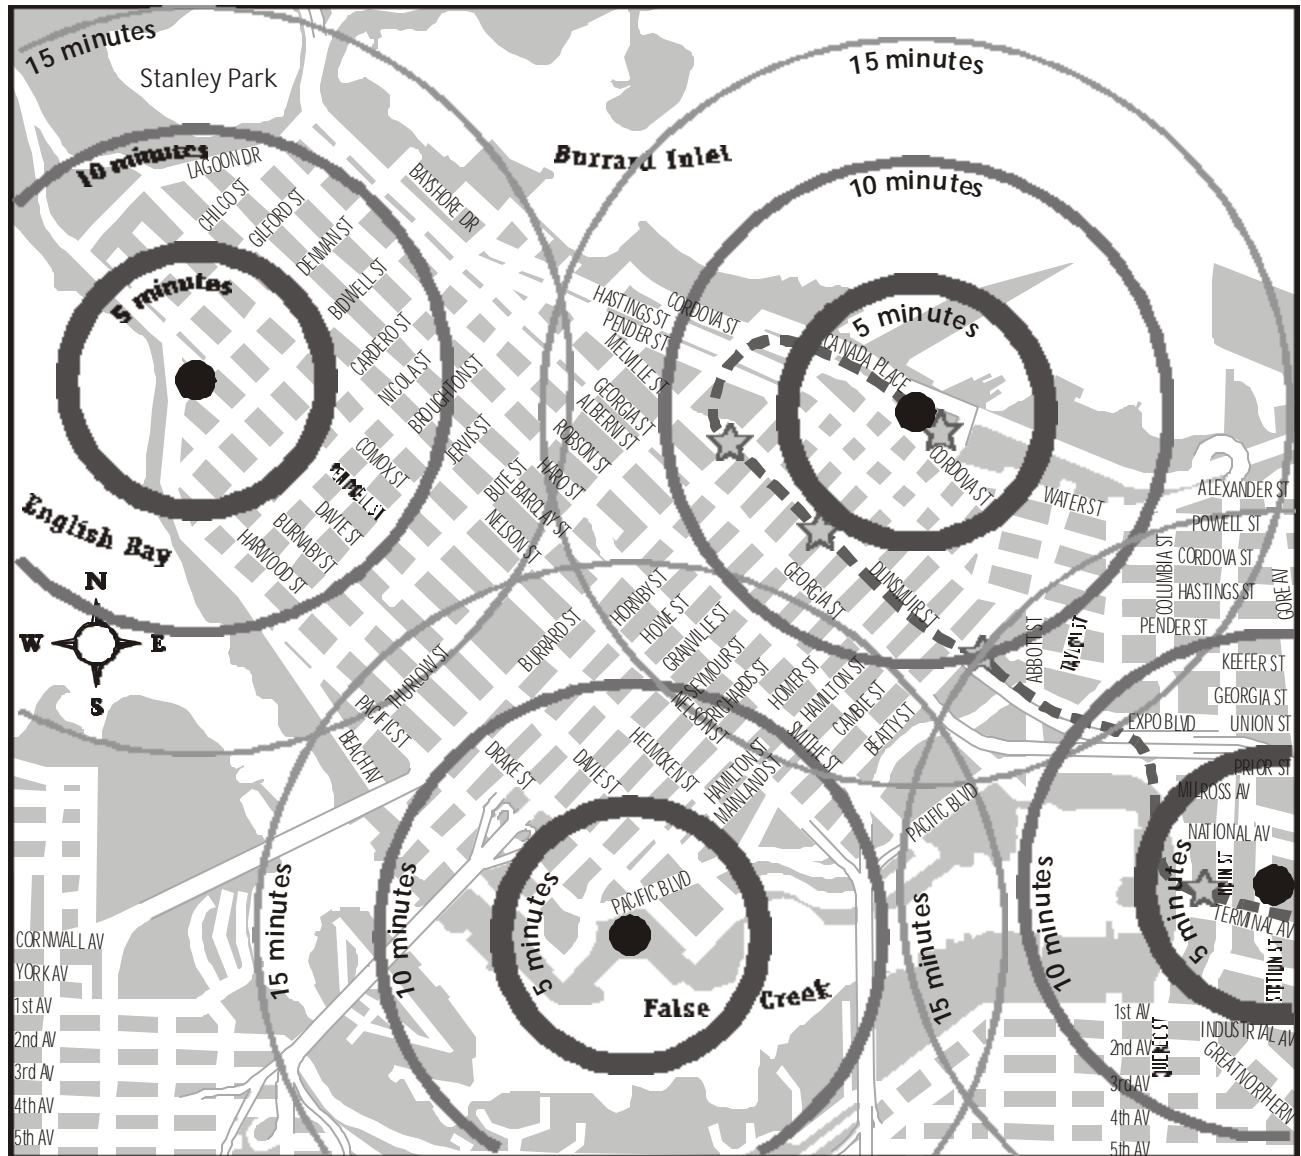 15 minutes
Stanley Park
15 minutes
10 minutes
LAGOON DR
Burrard Inlet
10 minutes
BAYSHORE DR
CHILCO ST
GILFORD ST
DENMAN ST
BIDWELL ST
5 minutes
HASTINGS ST
CORDOVA ST
PENDER ST
5 minutes
CANADA PLACE
MELVILLE ST
CARDERO ST
NICOLA ST
BROUGHTON ST
JERVIS ST
GEORGIA ST
ALBERNI ST
ROBSON ST
HARO ST
BUTE ST
BARCLAY ST
NELSON ST
COMOX ST
DAVIE ST
BURNABY ST
HARWOOD ST
English Bay
CORDOVA ST
WATER ST
ALEXANDER ST
POWELL ST
COLUMBIA ST
CORDOVA ST
HASTINGS ST
GORE AV
PENDER ST
N
W
E
S
DUNSMUIR ST
GEORGIA ST
HORNBY ST
HOWE ST
GRANVILLE ST
SEYMOUR ST
RICHARDS ST
NELSON ST
HOMER ST
HAMILTON ST
CAMBIE ST
BEATTY ST
SMITHE ST
BURRARD ST
THURLOW ST
PACIFIC ST
BEACH AV
ABBOTT ST
TAYLOR ST
KEEFER ST
GEORGIA ST
EXPO BLVD
UNION ST
PRIOR ST
MILROSS AV
NATIONAL AV
MAIN ST
DRAKE ST
DAVIE ST
HELMCKEN ST
HAMILTON ST
MAINLAND ST
PACIFIC BLVD
15 minutes
10 minutes
5 minutes
PACIFIC BLVD
15 minutes
10 minutes
5 minutes
TERMINAL AV
STATION ST
False Creek
CORNWALL AV
YORK AV
1st AV
2nd AV
3rd AV
4th AV
5th AV
1st AV
2nd AV
3rd AV
4th AV
5th AV
QUEBEC ST
INDUSTRIAL AV
GREAT NORTHERN